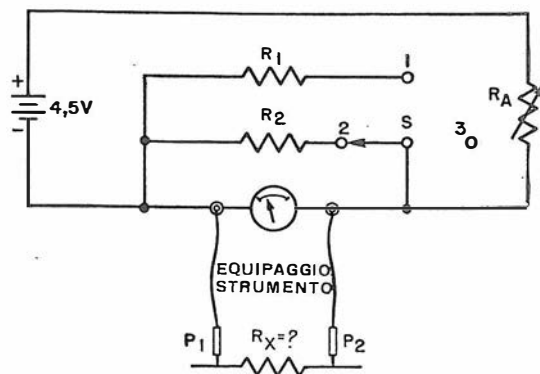 R1
1
+
4,5V
-
RA
R2
2
S
3
EQUIPAGGIO
STRUMENTO
P1
RX=?
P2